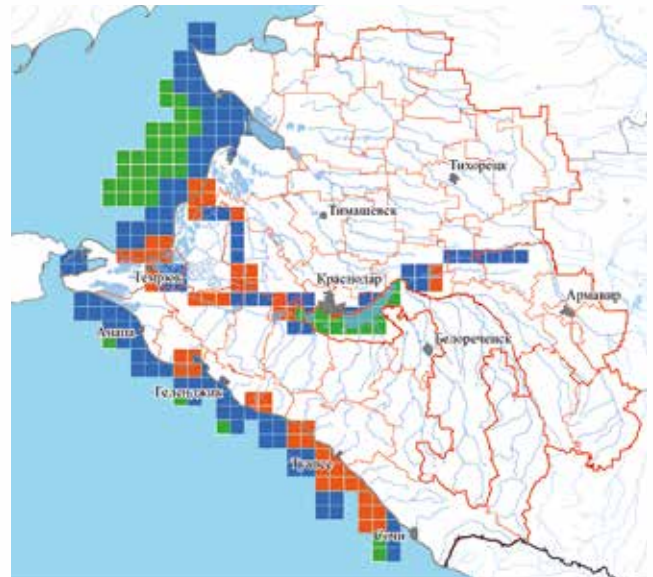 Тихорецк
Тимашевск
Краснодар
Темрюк
Армавир
Анапа
Белореченск
Геленджик
Туапсе
Сочи